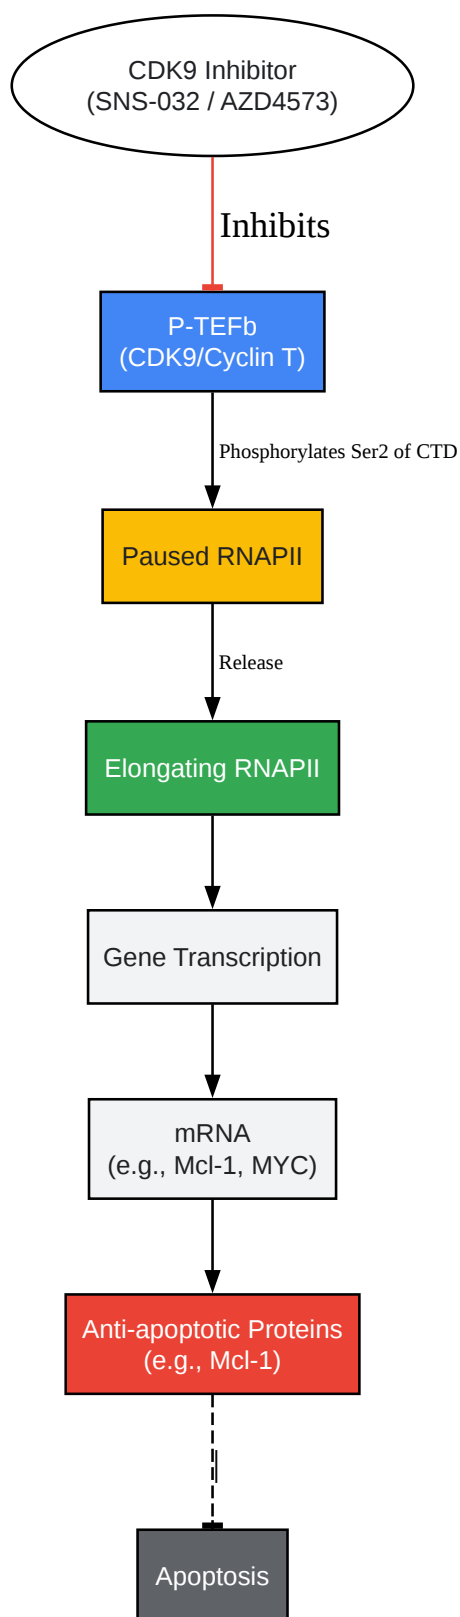 CDK9 Inhibitor
(SNS-032 / AZD4573)
Inhibits
P-TEFb
(CDK9/Cyclin T)
Phosphorylates Ser2 of CTD
Paused RNAPII
Release
Elongating RNAPII
Gene Transcription
mRNA
(e.g., Mcl-1, MYC)
Anti-apoptotic Proteins
(e.g., Mcl-1)
Apoptosis